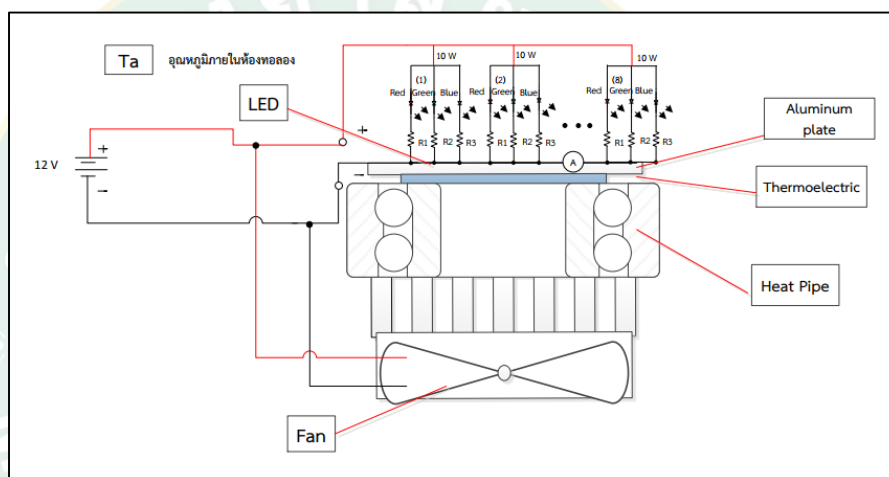 Ta
อุณหภูมิภายในห้องทอลอง
10 W
10 W
10 W
(1)
(2)
(8)
Red Green Blue
Red Green Blue
Red Green Blue
LED
Aluminum
plate
+
12 V
+
R1 R2 R3
R1 R2 R3
R1 R2 R3
A
Thermoelectric
Heat Pipe
Fan